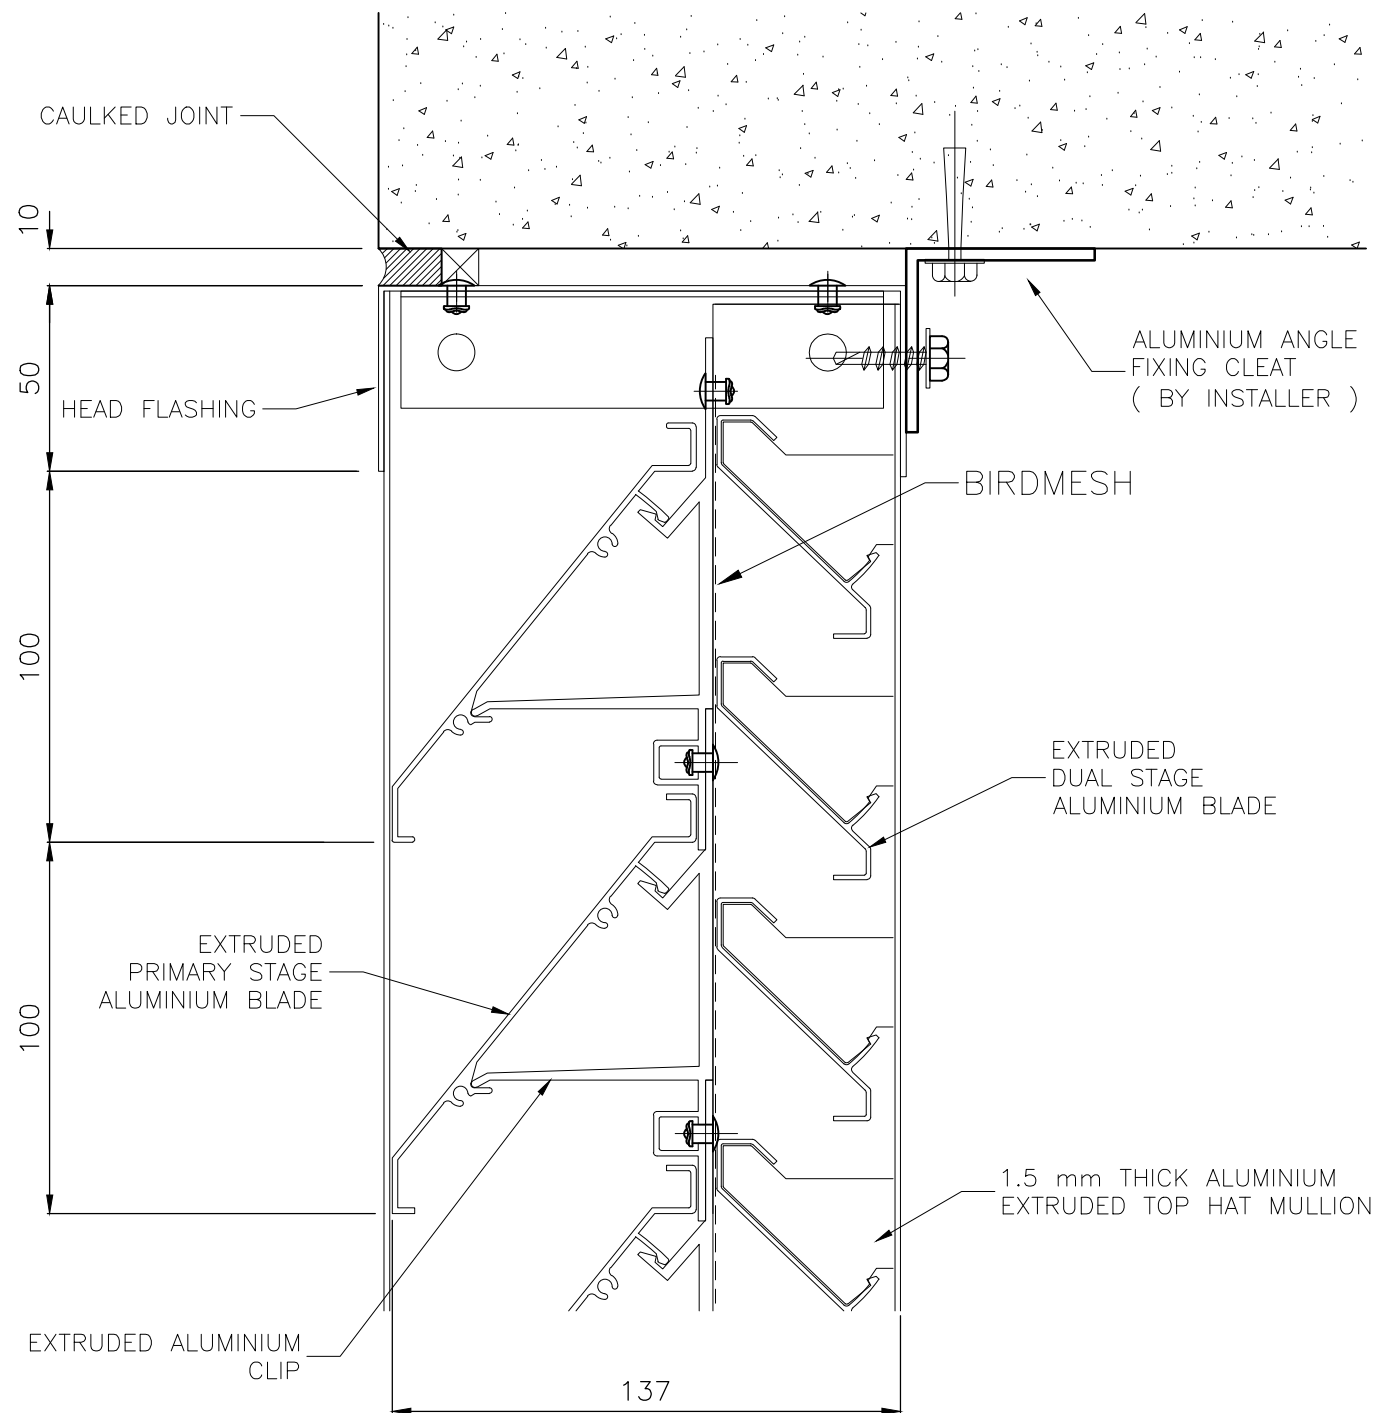 CAULKED JOINT
10
50
HEAD FLASHING
ALUMINIUM ANGLE
FIXING CLEAT
( BY INSTALLER )
BIRDMESH
100
EXTRUDED
DUAL STAGE
ALUMINIUM BLADE
EXTRUDED
PRIMARY STAGE
ALUMINIUM BLADE
100
1.5 mm THICK ALUMINIUM
EXTRUDED TOP HAT MULLION
EXTRUDED ALUMINIUM
CLIP
137